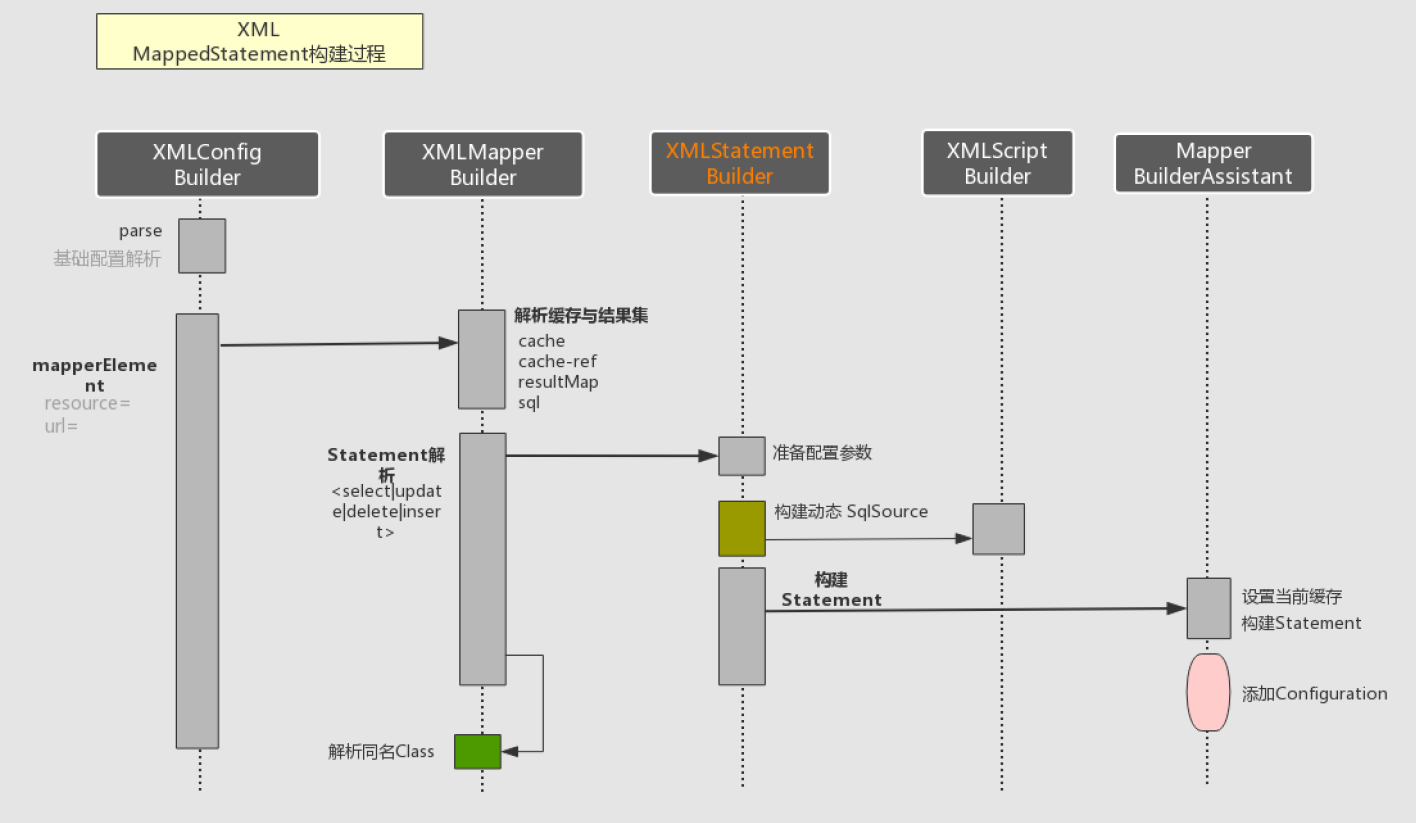 XML
MappedStatement构建过程
XMLConfig
Builder
XMLMapper
Builder
XMLStatement
Builder
XMLScript
Builder
Mapper
BuilderAssistant
parse
基础配置解析
mapperEleme
nt
resource=
url=
解析缓存与结果集
cache
cache-ref
resultMap
sql
Statement解
析
<select|updat
e|delete|inser
t>
准备配置参数
构建动态 SqlSource
构建
Statement
设置当前缓存
构建Statement
添加Configuration
解析同名Class